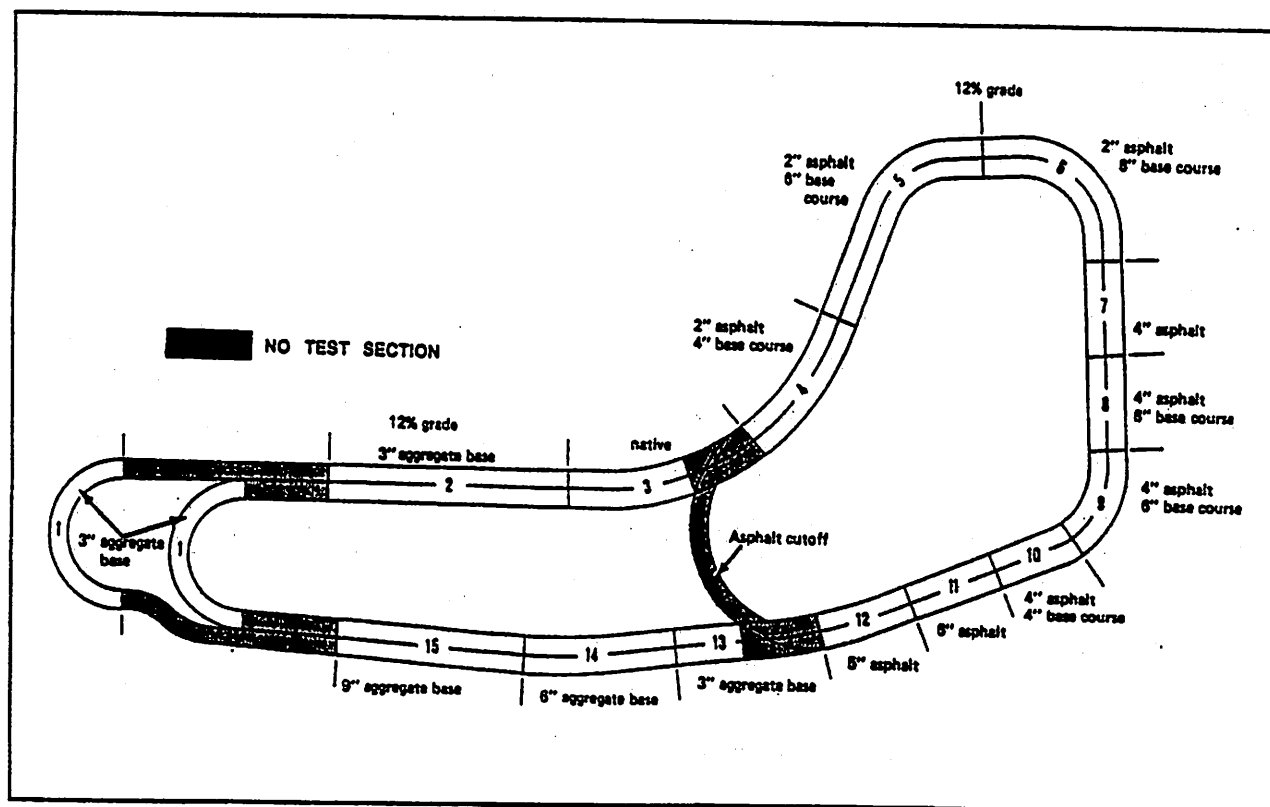 12% grade
2" asphalt
8" base course
2" asphalt
6" base
course
6
5
7
4" asphalt
2" asphalt
4" base course
NO TEST SECTION
8
4" asphalt
6" base course
4
12% grade
3" aggregate base
native
2
3
4" asphalt
6" base course
9
1
3" aggregate
base
1
Asphalt cutoff
10
11
4" asphalt
4" base course
12
6" asphalt
13
5" asphalt
15
14
3" aggregate base
9" aggregate base
6" aggregate base